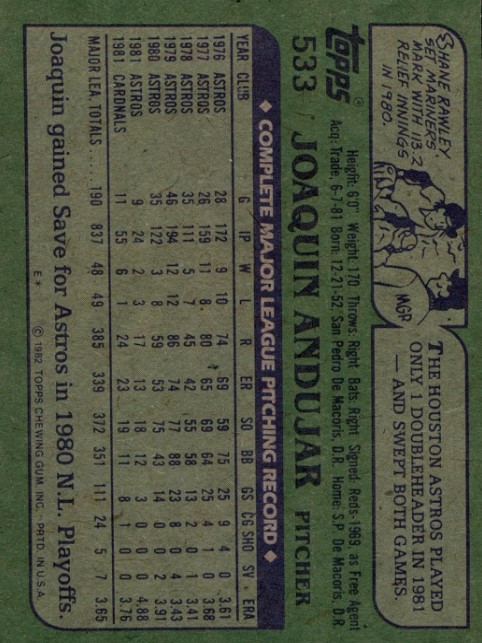 SHANE RAWLEY
SET MARINERS
MARK WITH 113.2
RELIEF INNINGS
IN 1980.
MGR
THE HOUSTON ASTROS PLAYED
ONLY 1 DOUBLEHEADER IN 1981
— AND SWEPT BOTH GAMES.
topps®
533 JOAQUIN ANDUJAR PITCHER
Height: 6'0" Weight: 170 Throws: Right Bats: Right Signed: Reds-1969, as Free Agent
Acq: Trade, 6-7-81 Born: 12-21-52, San Pedro De Macoris, D.R. Home: S.P. De Macoris, D.R.
◆ COMPLETE MAJOR LEAGUE PITCHING RECORD ◆
YEAR CLUB G IP W L R ER SO BB GS CG SHO SV. ERA
1976 ASTROS 28 172 9 10 74 69 59 75 25 9 4 0 3.61
1977 ASTROS 26 159 11 8 80 65 69 64 25 4 1 0 3.68
1978 ASTROS 35 111 5 7 45 42 55 58 13 2 0 1 3.41
1979 ASTROS 46 194 12 12 86 74 77 88 23 8 0 4 3.43
1980 ASTROS 35 122 3 8 59 53 75 43 14 0 0 2 3.91
1981 ASTROS 9 24 2 3 17 13 18 12 3 0 0 0 4.88
1981 CARDINALS 11 55 6 1 24 23 19 11 8 1 0 0 3.76
MAJOR LEA. TOTALS .... 190 837 48 49 385 339 372 351 111 24 5 7 3.65
Joaquin gained Save for Astros in 1980 N.L. Playoffs.
E* © 1982 TOPPS CHEWING GUM, INC. PRTD. IN U.S.A.